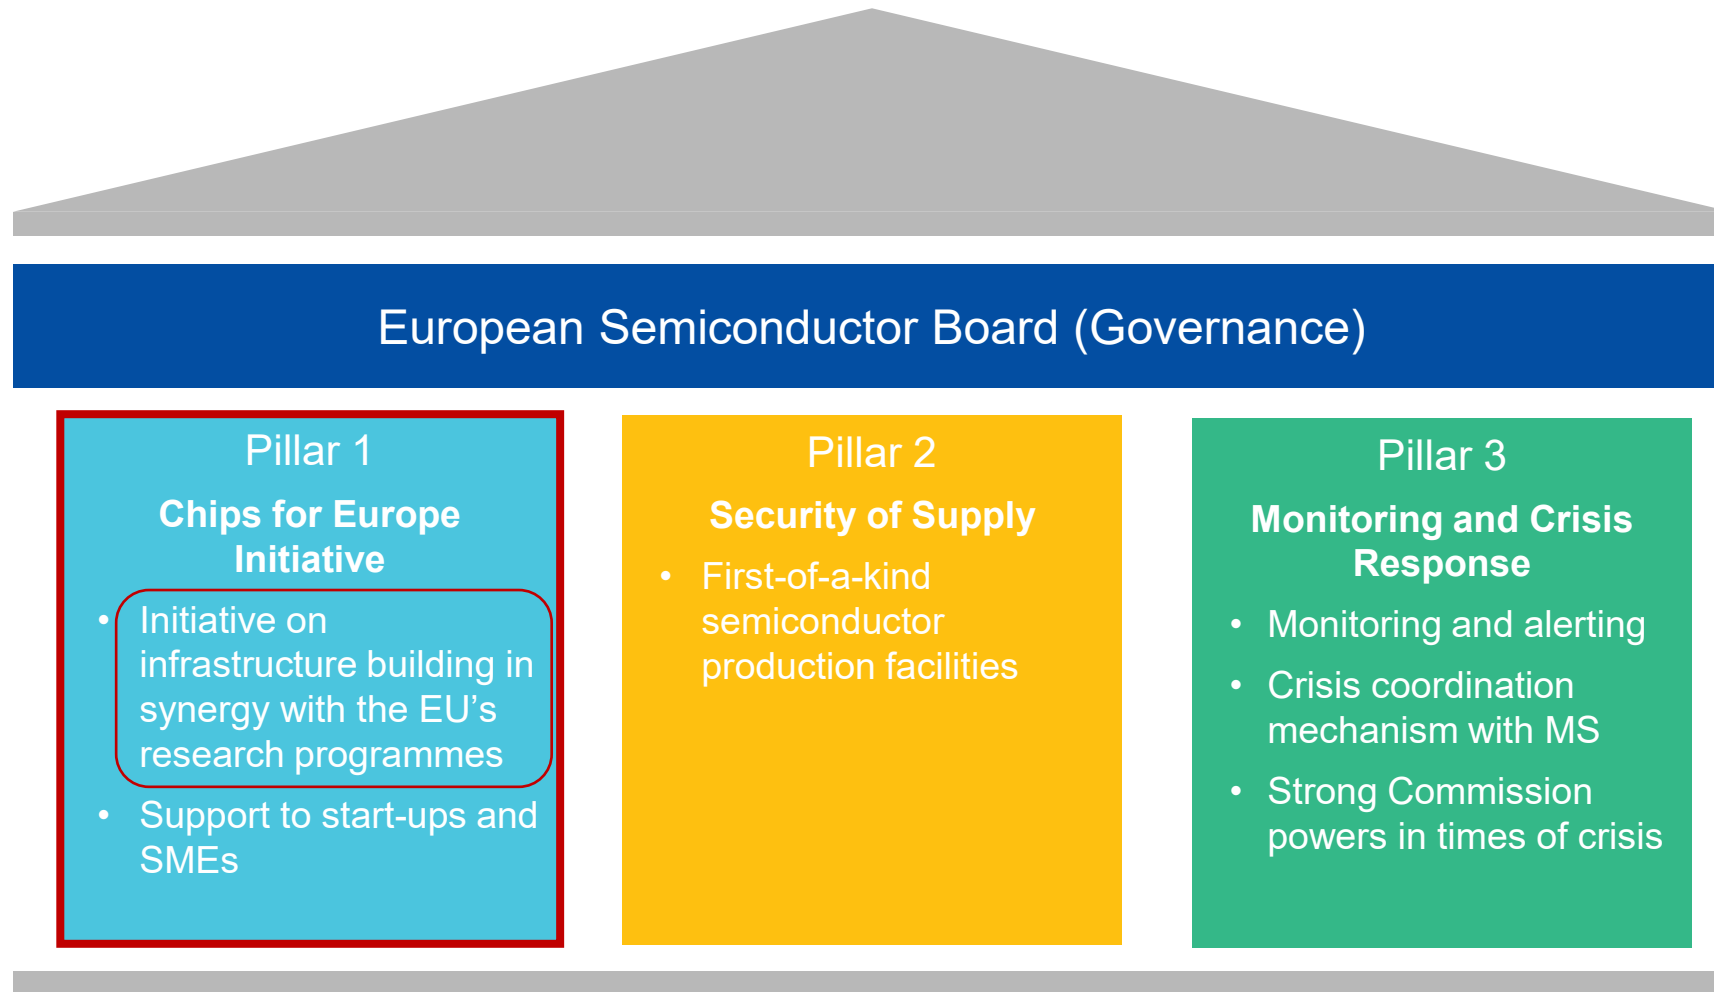 European Semiconductor Board (Governance)
Pillar 1
Chips for Europe
Initiative
• Initiative on
infrastructure building in
synergy with the EU’s
research programmes
• Support to start-ups and
SMEs
Pillar 2
Security of Supply
• First-of-a-kind
semiconductor
production facilities
Pillar 3
Monitoring and Crisis
Response
• Monitoring and alerting
• Crisis coordination
mechanism with MS
• Strong Commission
powers in times of crisis